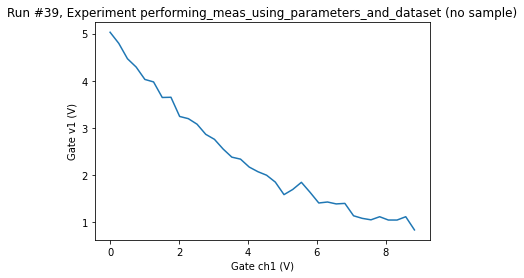 Run #39, Experiment performing_meas_using_parameters_and_dataset (no sample)
5
4
3
2
1
Gate v1 (V)
0 2 4 6 8
Gate ch1 (V)